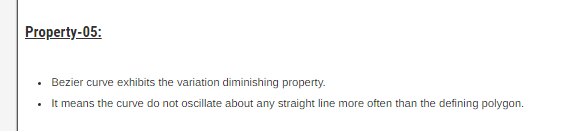 Property-05:
• Bezier curve exhibits the variation diminishing property.
• It means the curve do not oscillate about any straight line more often than the defining polygon.